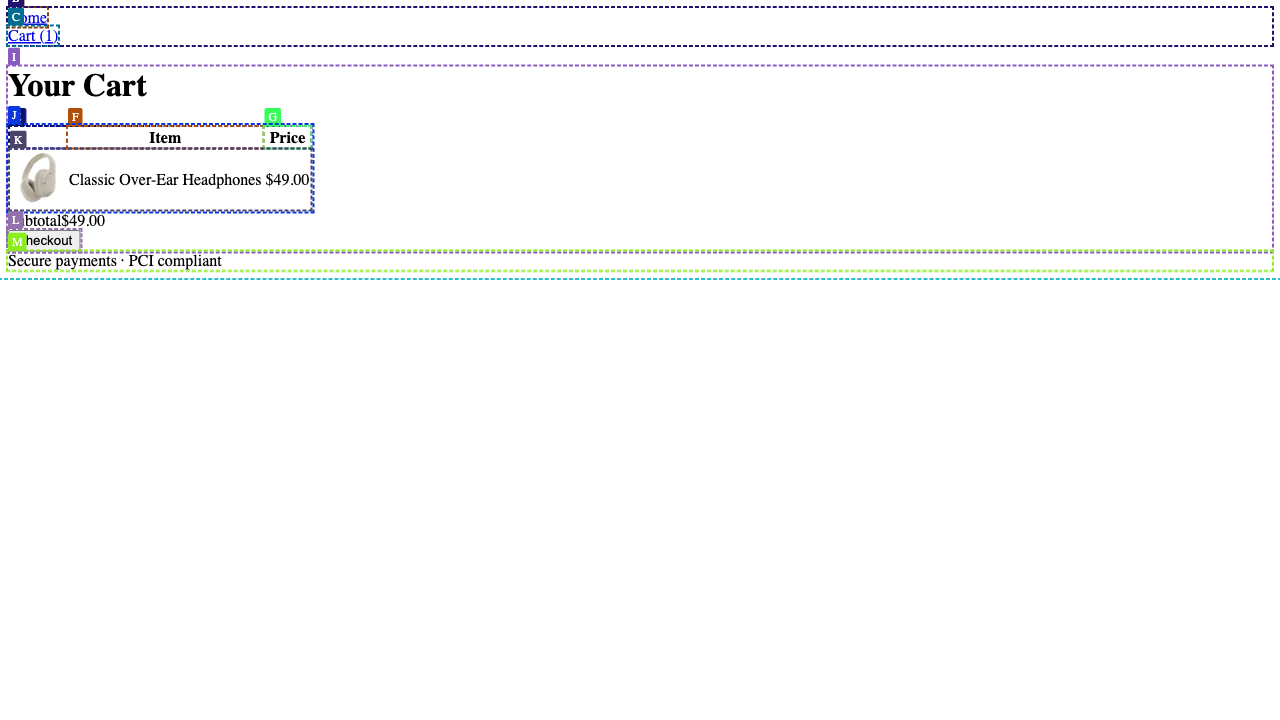 C ome
Cart (1)
I
Your Cart
J F G
K Item Price
Classic Over-Ear Headphones $49.00
L btotal$49.00
M heckout
Secure payments · PCI compliant